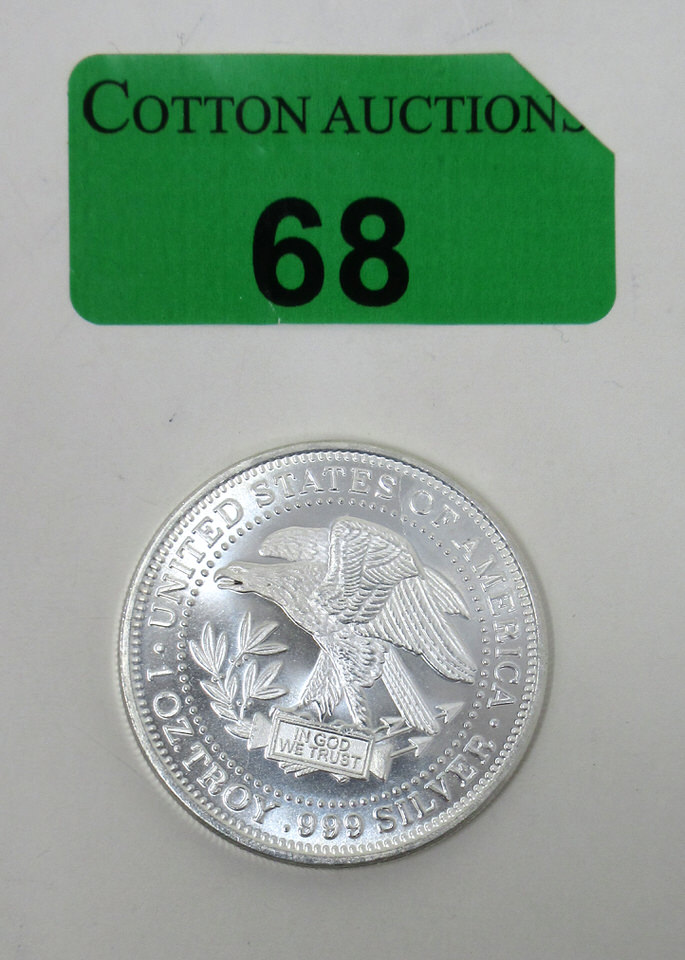 COTTON AUCTIONS
68
UNITED STATES OF AMERICA
IN GOD
WE TRUST
1 OZ. TROY .999 SILVER